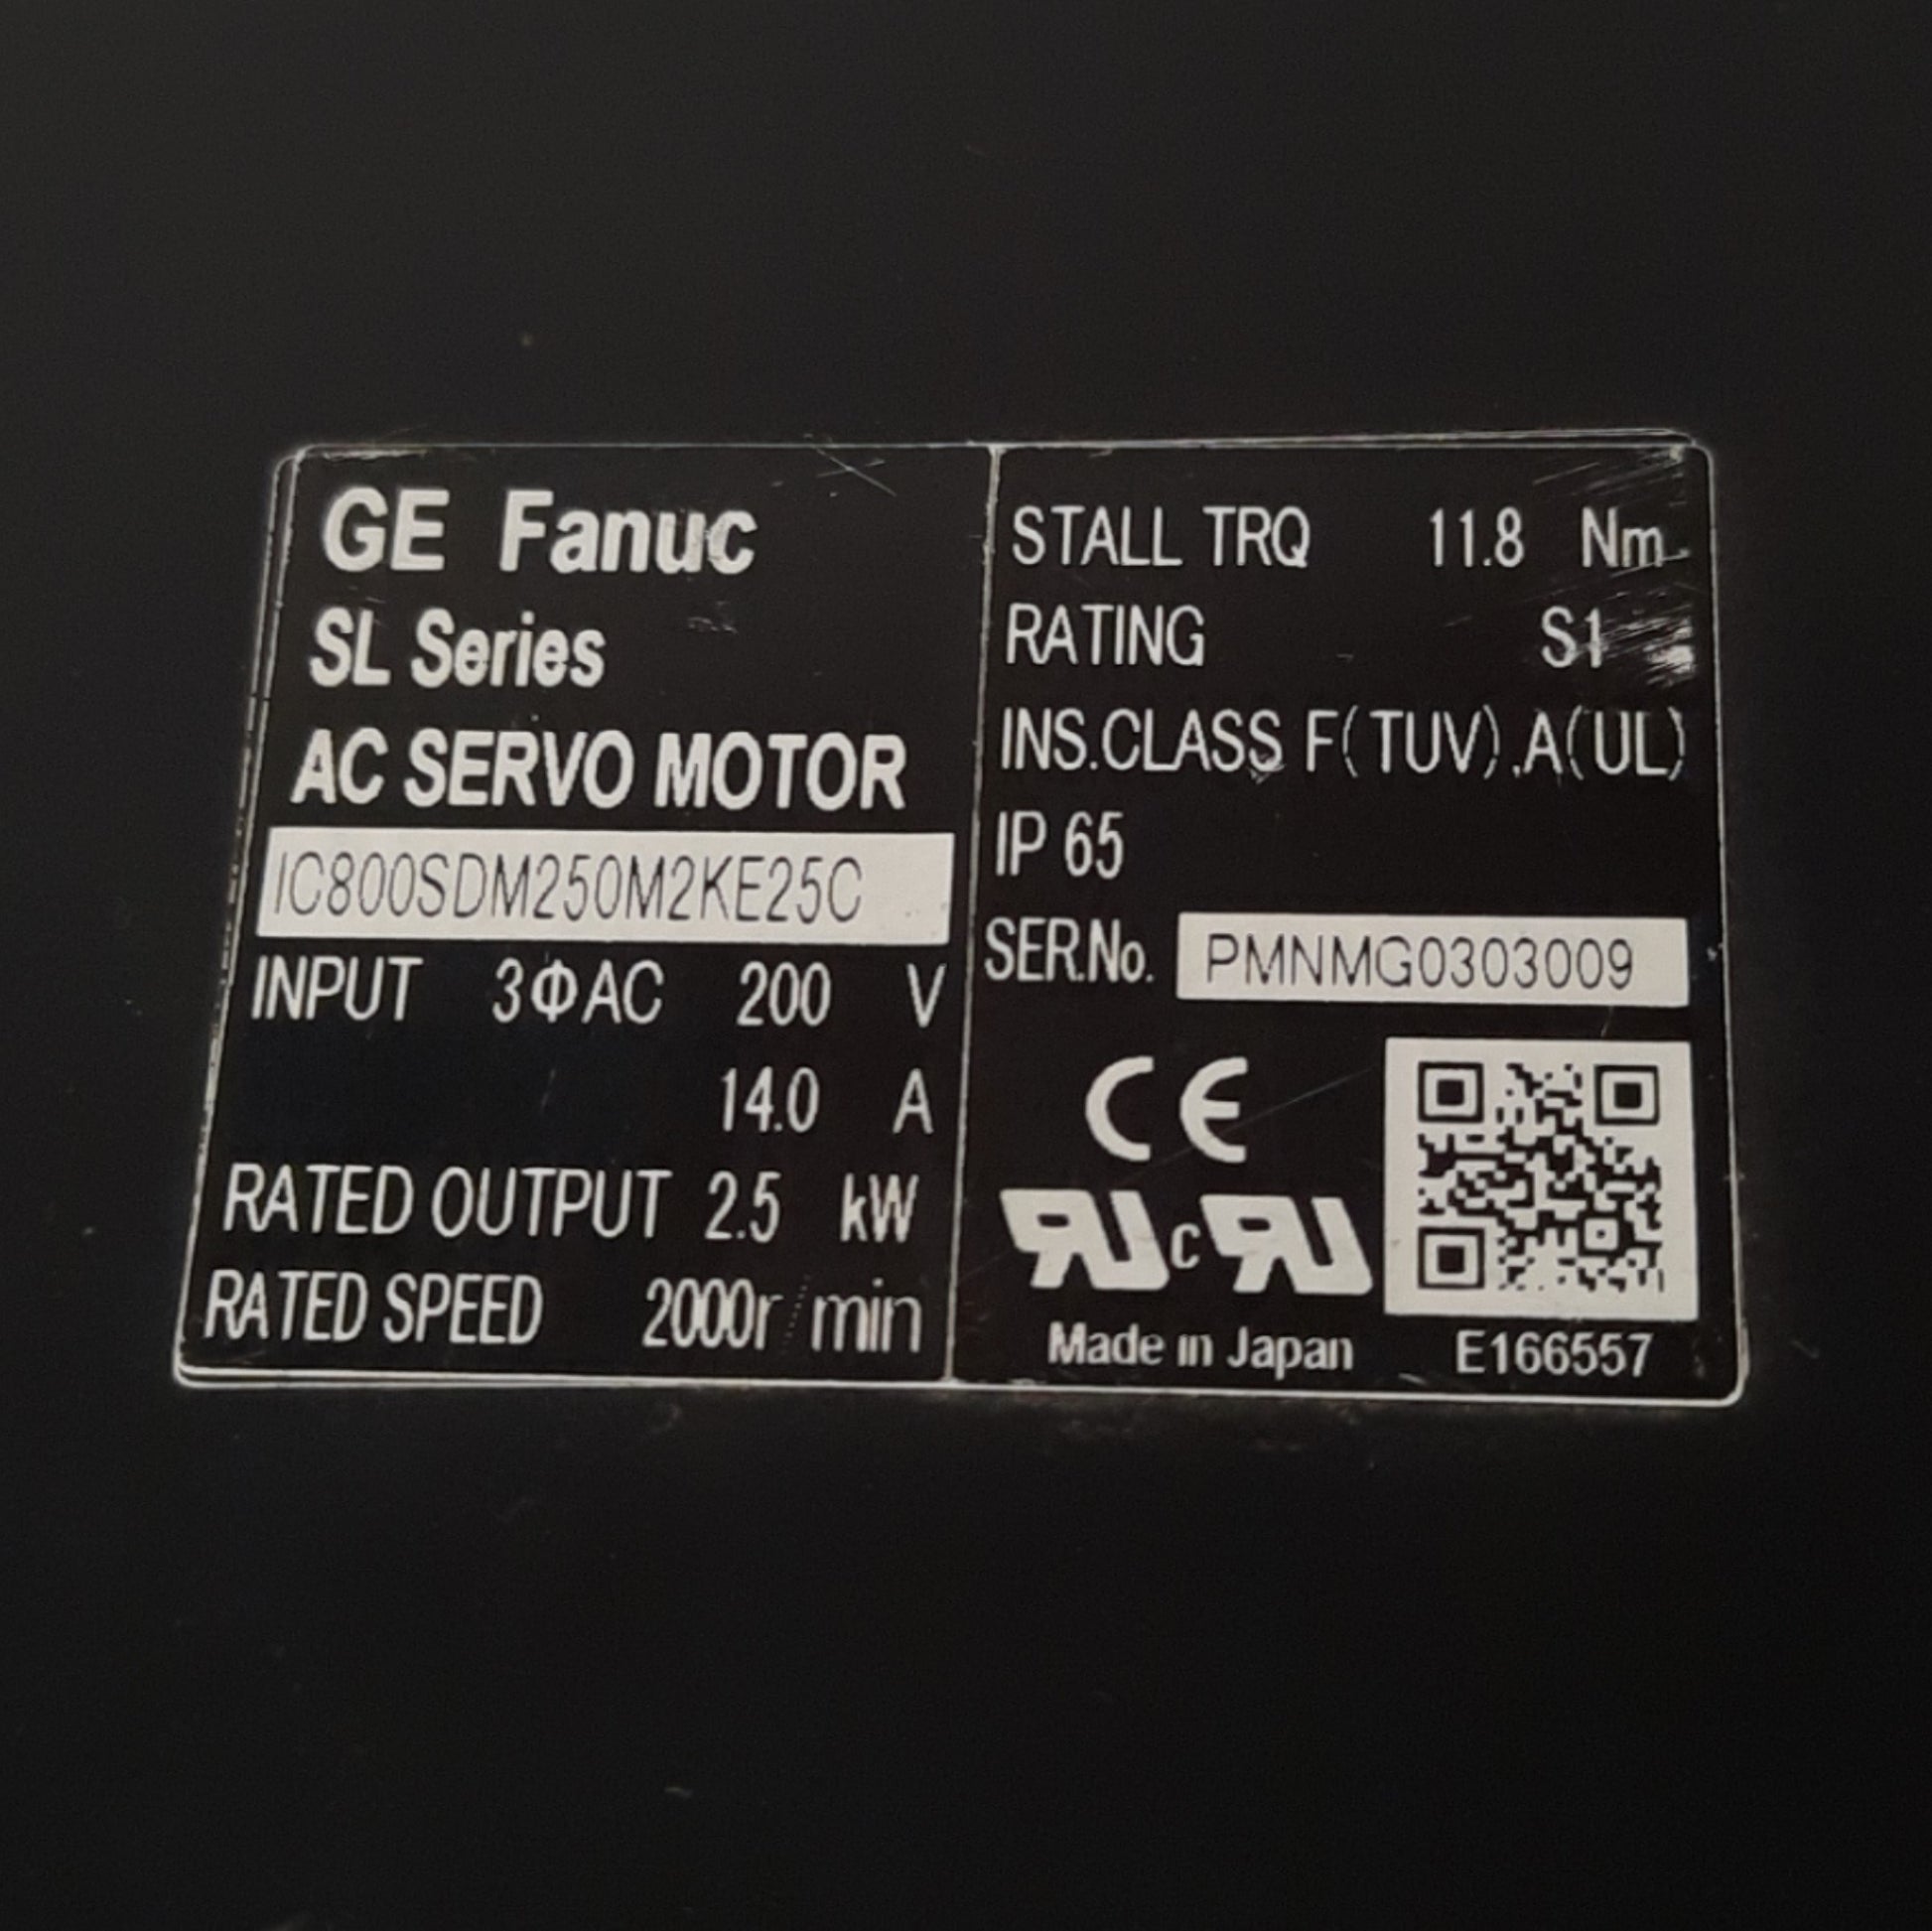 GE Fanuc
SL Series
AC SERVO MOTOR
IC800SDM250M2KE25C
INPUT 3ΦAC 200 V
14.0 A
RATED OUTPUT 2.5 kW
RATED SPEED 2000r/min
STALL TRQ 11.8 Nm
RATING S1
INS.CLASS F(TUV),A(UL)
IP 65
SER.No. PMNMG0303009
CE
RU c RU
Made in Japan E166557